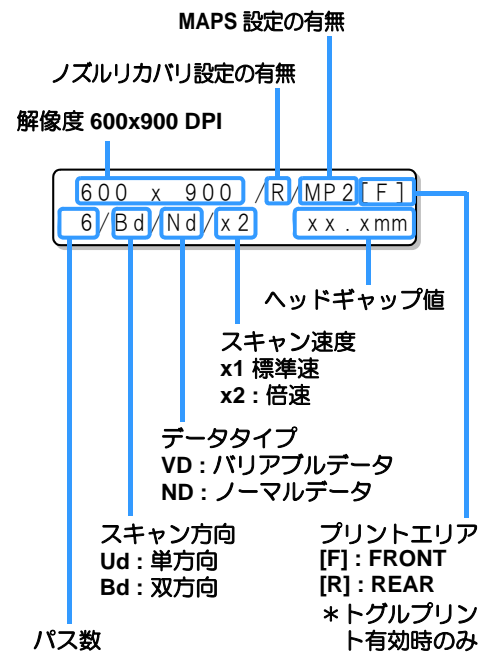 MAPS 設定の有無
ノズルリカバリ設定の有無
解像度 600x900 DPI
600 x 900 /R/MP2[F]
6/Bd/Nd/x2 xx.xmm
ヘッドギャップ値
スキャン速度
x1 標準速
x2 : 倍速
データタイプ
VD : バリアブルデータ
ND : ノーマルデータ
スキャン方向
Ud : 単方向
Bd : 双方向
プリントエリア
[F] : FRONT
[R] : REAR
＊トグルプリン
ト有効時のみ
パス数